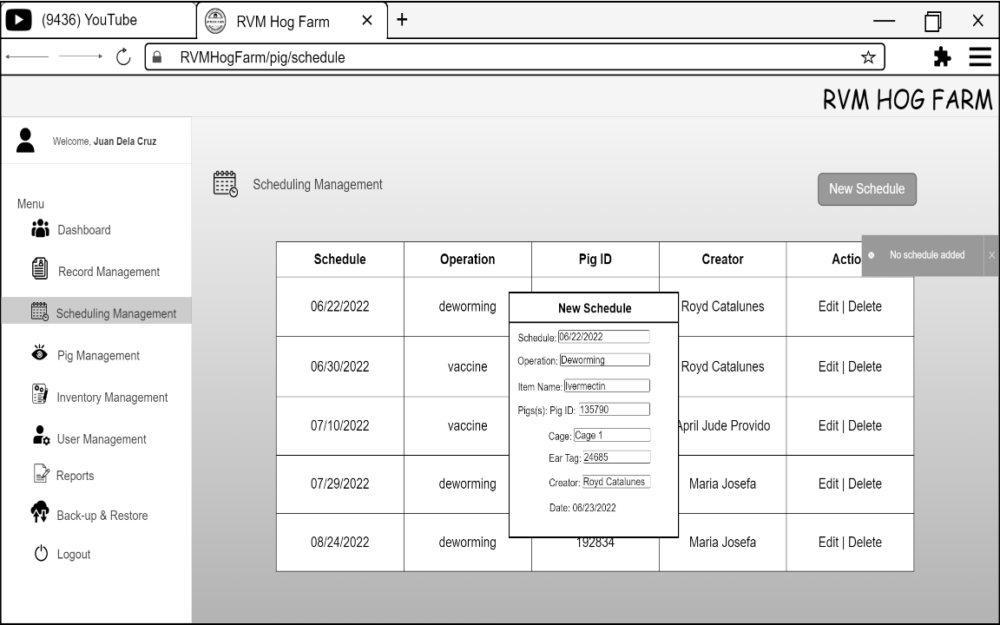 (9436) YouTube
RVM Hog Farm
RVMHogFarm/pig/schedule
RVM HOG FARM
Welcome, Juan Dela Cruz
Menu
Dashboard
Record Management
Scheduling Management
Pig Management
Inventory Management
User Management
Reports
Back-up & Restore
Logout
Scheduling Management
New Schedule
No schedule added X
Schedule Operation Pig ID Creator Actio
06/22/2022 deworming Royd Catalunes Edit | Delete
06/30/2022 vaccine Royd Catalunes Edit | Delete
07/10/2022 vaccine April Jude Provido Edit | Delete
07/29/2022 deworming Maria Josefa Edit | Delete
08/24/2022 deworming 192834 Maria Josefa Edit | Delete
New Schedule
Schedule: 06/22/2022
Operation: Deworming
Item Name: Ivermectin
Pigs(s): Pig ID: 135790
Cage: Cage 1
Ear Tag: 24685
Creator: Royd Catalunes
Date: 06/23/2022